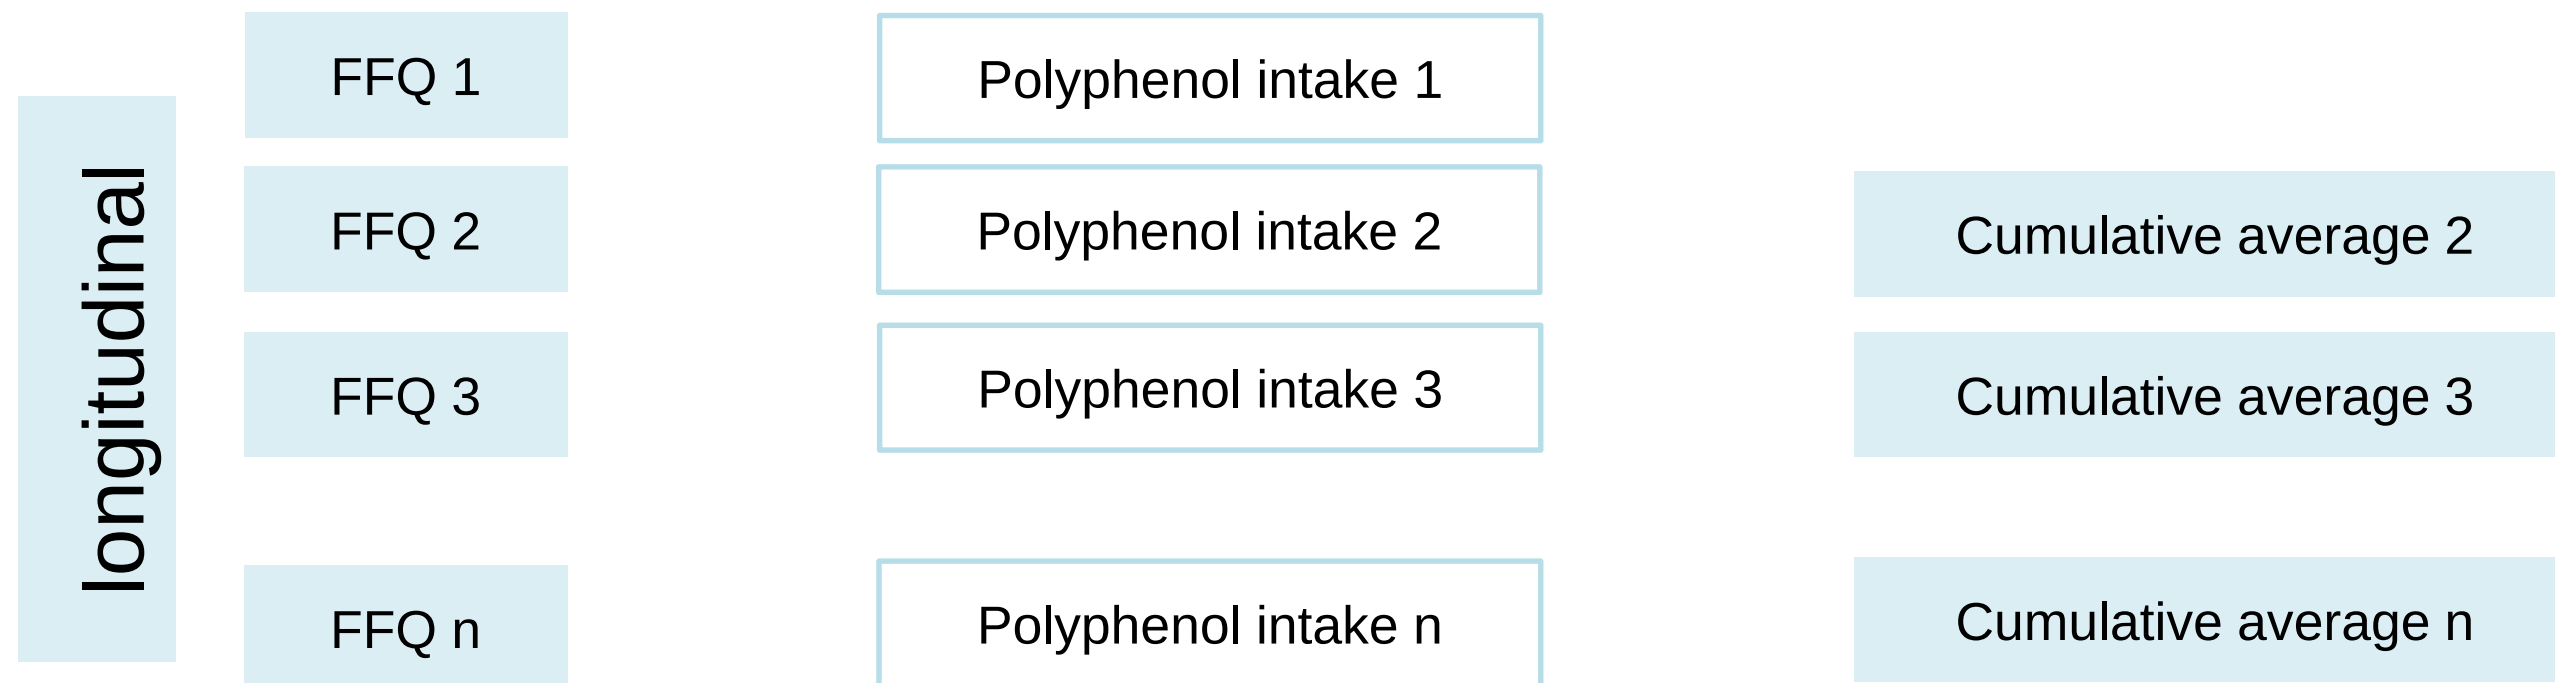 longitudinal
FFQ 1
Polyphenol intake 1
FFQ 2
Polyphenol intake 2
Cumulative average 2
FFQ 3
Polyphenol intake 3
Cumulative average 3
FFQ n
Polyphenol intake n
Cumulative average n